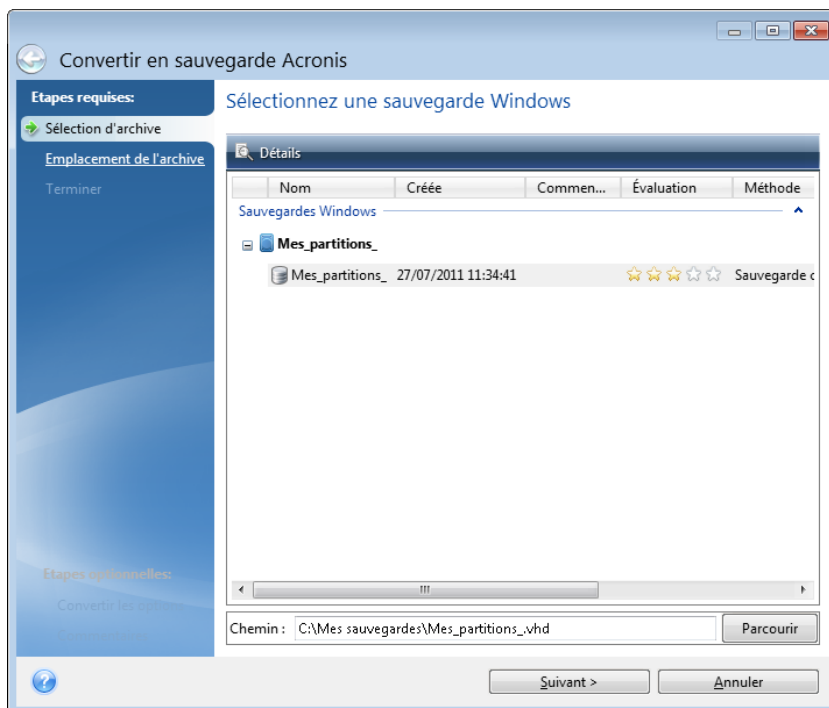 Convertir en sauvegarde Acronis
Etapes requises:
Sélection d'archive
Emplacement de l'archive
Terminer
Sélectionnez une sauvegarde Windows
Détails
Nom Créée Commen... Évaluation Méthode
Sauvegardes Windows
Mes_partitions_
Mes_partitions_ 27/07/2011 11:34:41 Sauvegarde c
Etapes optionnelles:
Convertir les
Chemin : C:\Mes sauvegardes\Mes_partitions_.vhd Parcourir
Suivant > Annuler